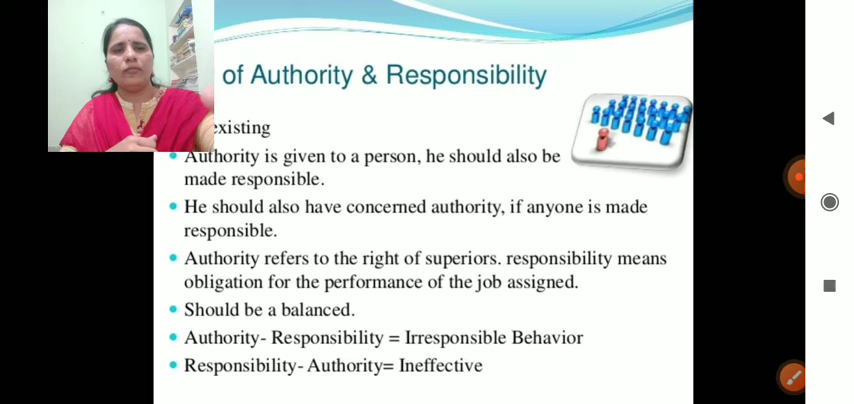 of Authority & Responsibility
existing
Authority is given to a person, he should also be
made responsible.
He should also have concerned authority, if anyone is made
responsible.
Authority refers to the right of superiors. responsibility means
obligation for the performance of the job assigned.
Should be a balanced.
Authority- Responsibility = Irresponsible Behavior
Responsibility- Authority= Ineffective